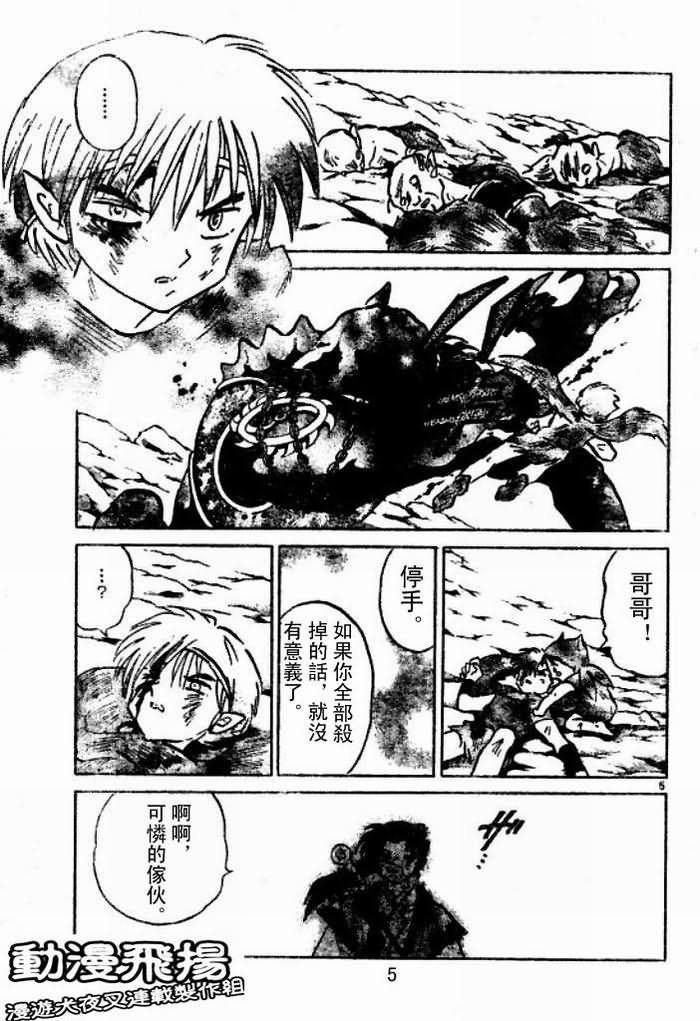 ……
哥哥！
停手。
如果你全部殺
掉的話，就沒
有意義了。
…？
5
ザッ…
啊啊，
可憐的傢伙。
動漫飛揚
漫遊犬夜叉連載製作組
5